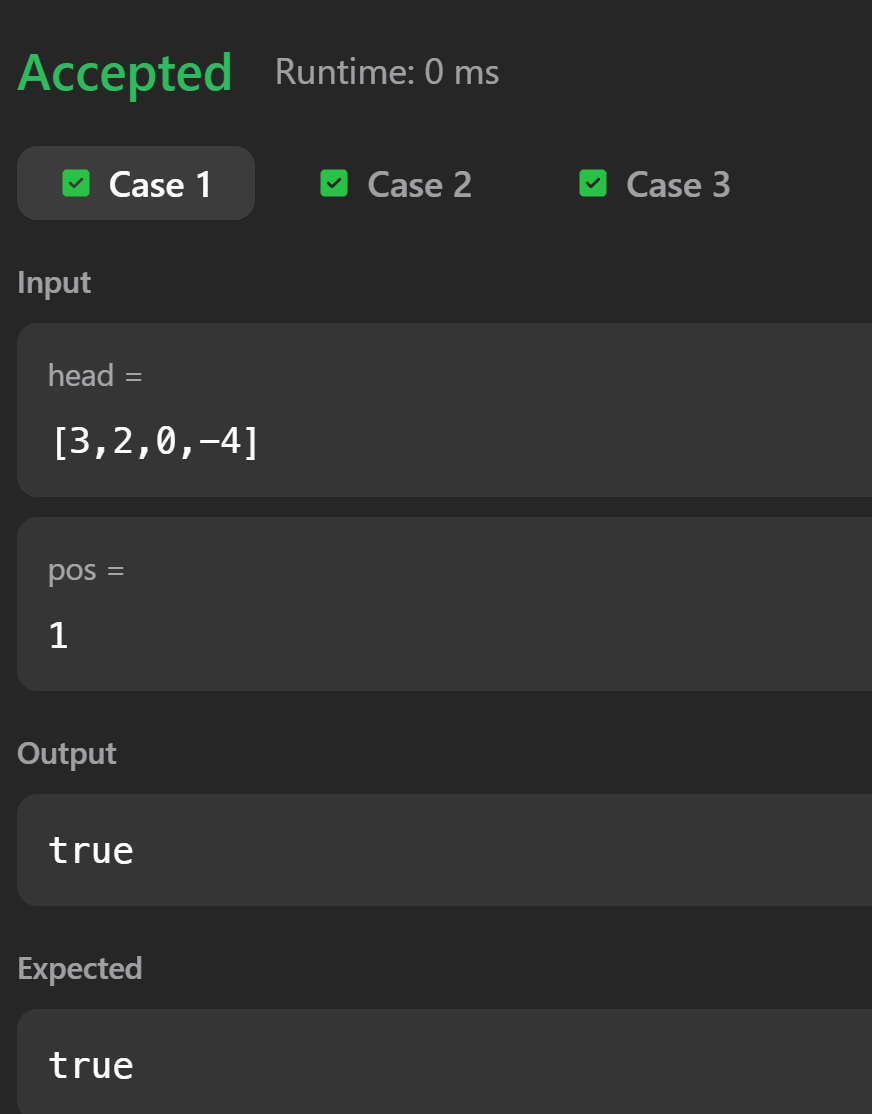 Accepted Runtime: 0 ms
Case 1 Case 2 Case 3
Input
head =
[3,2,0,-4]
pos =
1
Output
true
Expected
true